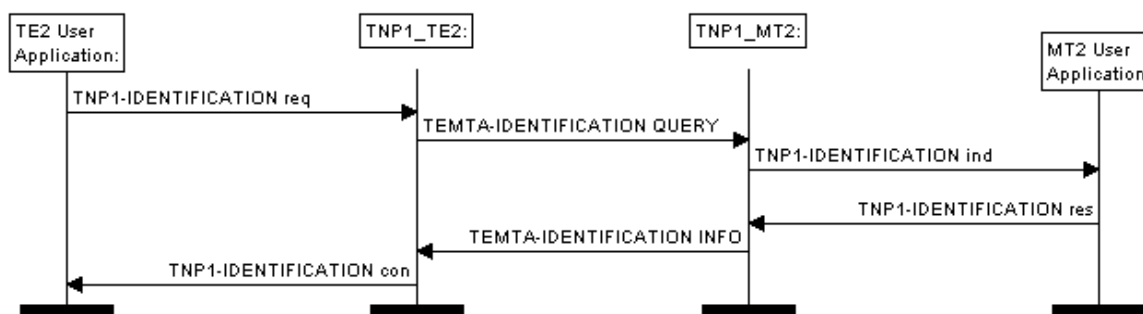 TE2 User
Application:
TNP1_TE2:
TNP1_MT2:
MT2 User
Application
TNP1-IDENTIFICATION req
TEMTA-IDENTIFICATION QUERY
TNP1-IDENTIFICATION ind
TNP1-IDENTIFICATION res
TEMTA-IDENTIFICATION INFO
TNP1-IDENTIFICATION con